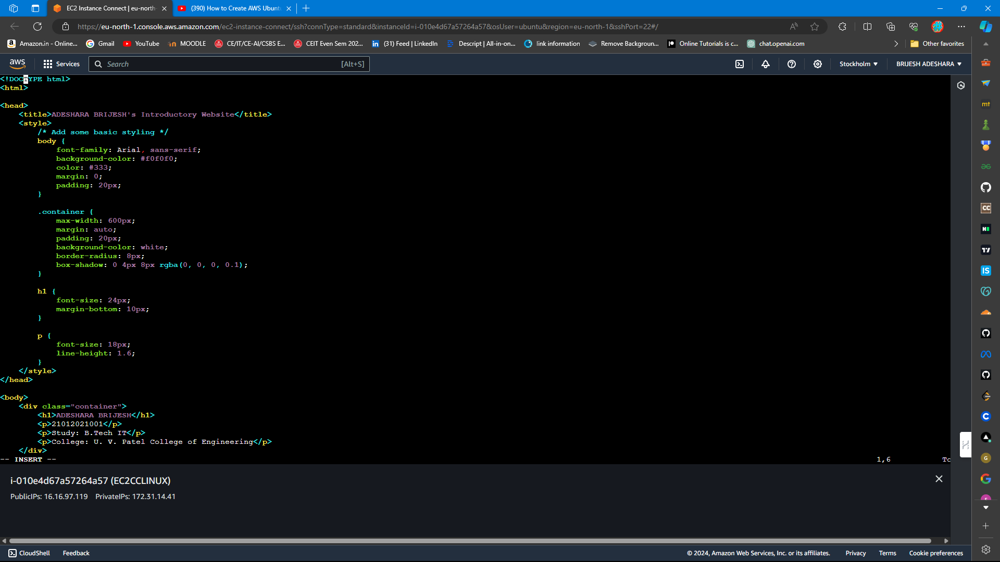 EC2 Instance Connect | eu-north-
(390) How to Create AWS Ubunt
https://eu-north-1.console.aws.amazon.com/ec2-instance-connect/ssh?connType=standard&instanceId=i-010e4d67a57264a57&osUser=ubuntu&region=eu-north-1&sshPort=22#/
Amazon.in - Online...
Gmail
YouTube
MOODLE
CE/IT/CE-AI/CSBS E...
CEIT Even Sem 202...
(31) Feed | LinkedIn
Descript | All-in-on...
link information
Remove Backgroun...
Online Tutorials is c...
chat.openai.com
Other favorites
aws
Services
Search
[Alt+S]
Stockholm
BRIJESH ADESHARA
<!DOCTYPE html>
<html>
<head>
<title>ADESHARA BRIJESH's Introductory Website</title>
<style>
/* Add some basic styling */
body {
font-family: Arial, sans-serif;
background-color: #f0f0f0;
color: #333;
margin: 0;
padding: 20px;
}
.container {
max-width: 600px;
margin: auto;
padding: 20px;
background-color: white;
border-radius: 8px;
box-shadow: 0 4px 8px rgba(0, 0, 0, 0.1);
}
h1 {
font-size: 24px;
margin-bottom: 10px;
}
p {
font-size: 18px;
line-height: 1.6;
}
</style>
</head>
<body>
<div class="container">
<h1>ADESHARA BRIJESH</h1>
<p>21012021001</p>
<p>Study: B.Tech IT</p>
<p>College: U. V. Patel College of Engineering</p>
</div>
-- INSERT --
1,6
i-010e4d67a57264a57 (EC2CCLINUX)
PublicIPs: 16.16.97.119 PrivateIPs: 172.31.14.41
CloudShell
Feedback
© 2024, Amazon Web Services, Inc. or its affiliates.
Privacy
Terms
Cookie preferences